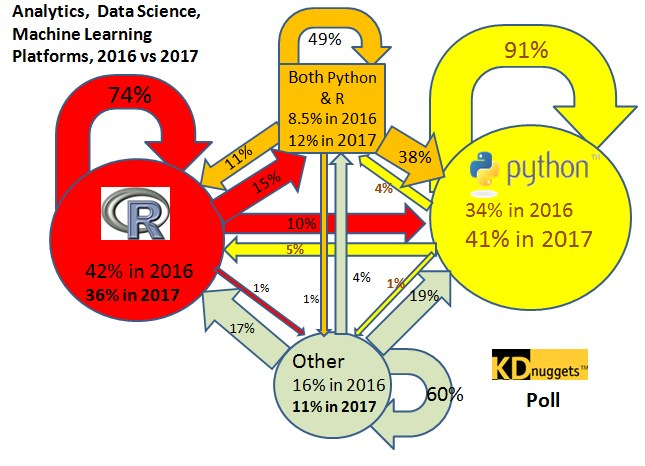 Analytics, Data Science,
Machine Learning
Platforms, 2016 vs 2017
49%
Both Python
& R
8.5% in 2016
12% in 2017
91%
74%
11%
38%
15%
4%
python™
R
34% in 2016
41% in 2017
10%
5%
42% in 2016
36% in 2017
1%
1%
4%
1%
19%
17%
Other
16% in 2016
11% in 2017
60%
KDnuggets™
Poll